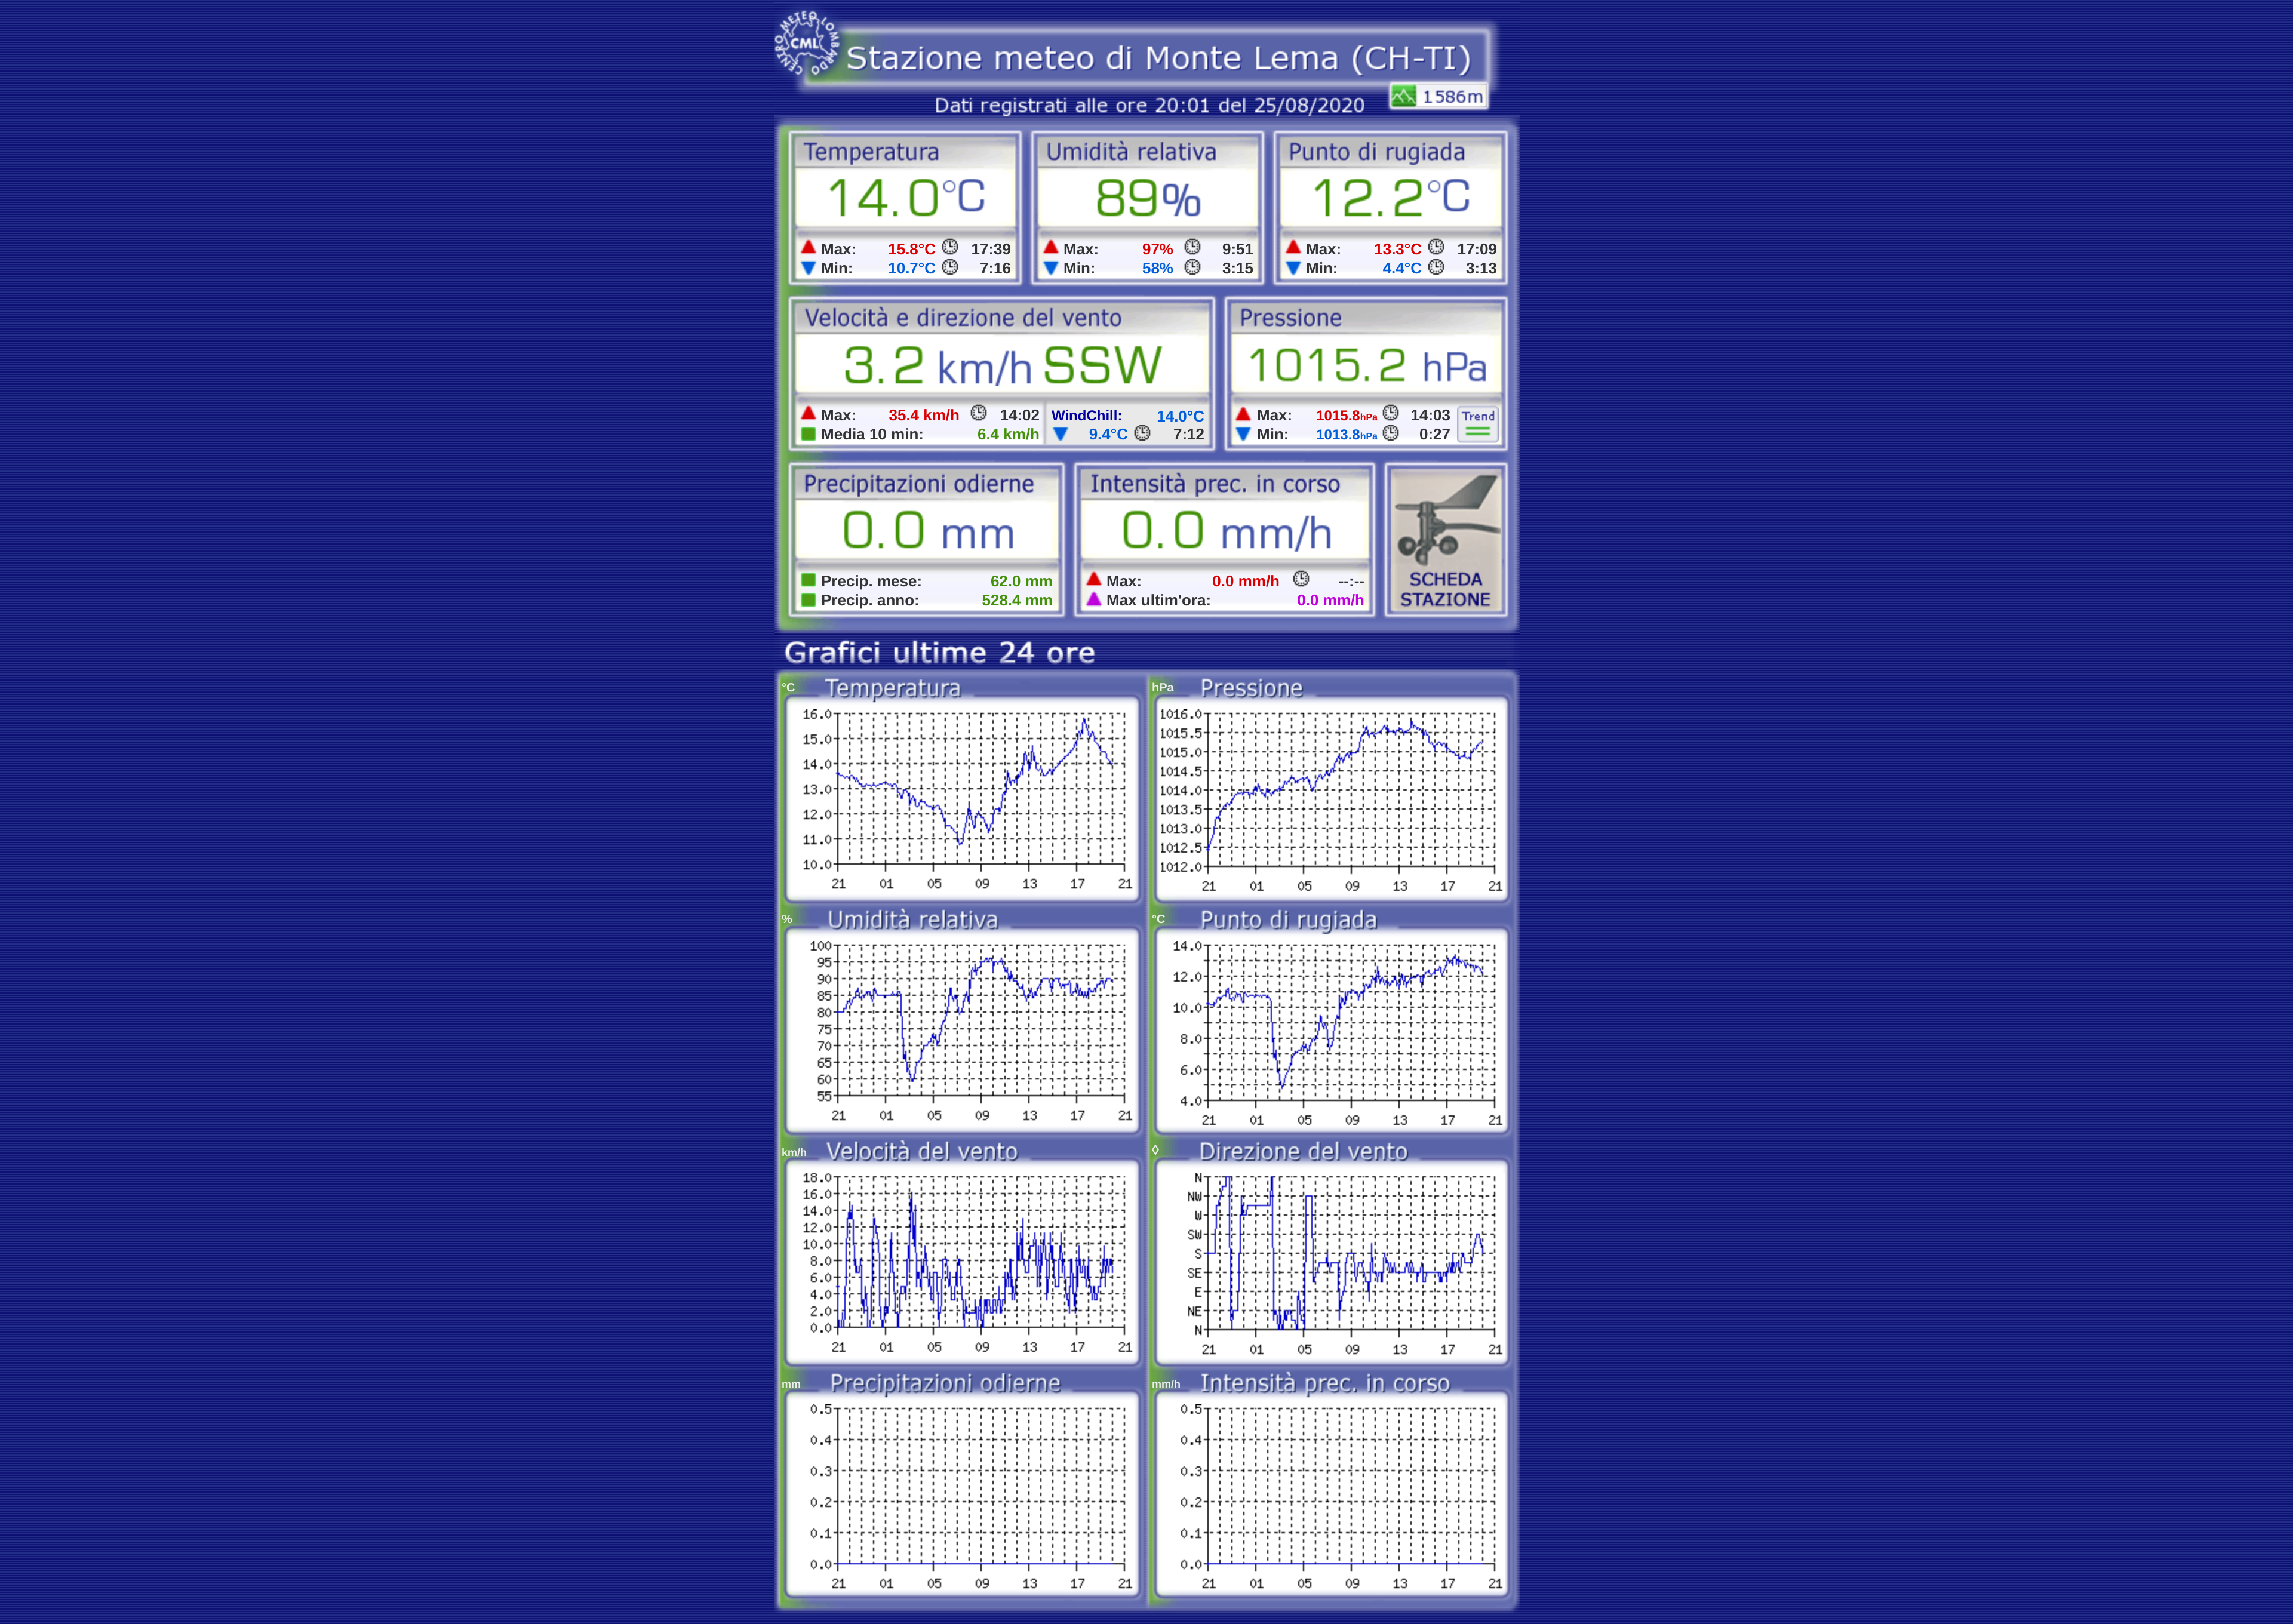 CENTRO METEO LOMBARDO
CML
Stazione meteo di Monte Lema (CH-TI)
Dati registrati alle ore 20:01 del 25/08/2020
1586m
Temperatura
14.0°C
Max: 15.8°C 17:39
Min: 10.7°C 7:16
Umidità relativa
89%
Max: 97% 9:51
Min: 58% 3:15
Punto di rugiada
12.2°C
Max: 13.3°C 17:09
Min: 4.4°C 3:13
Velocità e direzione del vento
3.2 km/h SSW
Max: 35.4 km/h 14:02
Media 10 min: 6.4 km/h
WindChill: 14.0°C
9.4°C 7:12
Pressione
1015.2 hPa
Max: 1015.8hPa 14:03
Min: 1013.8hPa 0:27
Trend
Precipitazioni odierne
0.0 mm
Precip. mese: 62.0 mm
Precip. anno: 528.4 mm
Intensità prec. in corso
0.0 mm/h
Max: 0.0 mm/h --:--
Max ultim'ora: 0.0 mm/h
SCHEDA
STAZIONE
Grafici ultime 24 ore
°C Temperatura
16.0
15.0
14.0
13.0
12.0
11.0
10.0
21 01 05 09 13 17 21
hPa Pressione
1016.0
1015.5
1015.0
1014.5
1014.0
1013.5
1013.0
1012.5
1012.0
21 01 05 09 13 17 21
% Umidità relativa
100
95
90
85
80
75
70
65
60
55
21 01 05 09 13 17 21
°C Punto di rugiada
14.0
12.0
10.0
8.0
6.0
4.0
21 01 05 09 13 17 21
km/h Velocità del vento
18.0
16.0
14.0
12.0
10.0
8.0
6.0
4.0
2.0
0.0
21 01 05 09 13 17 21
◊ Direzione del vento
N
NW
W
SW
S
SE
E
NE
N
21 01 05 09 13 17 21
mm Precipitazioni odierne
0.5
0.4
0.3
0.2
0.1
0.0
21 01 05 09 13 17 21
mm/h Intensità prec. in corso
0.5
0.4
0.3
0.2
0.1
0.0
21 01 05 09 13 17 21